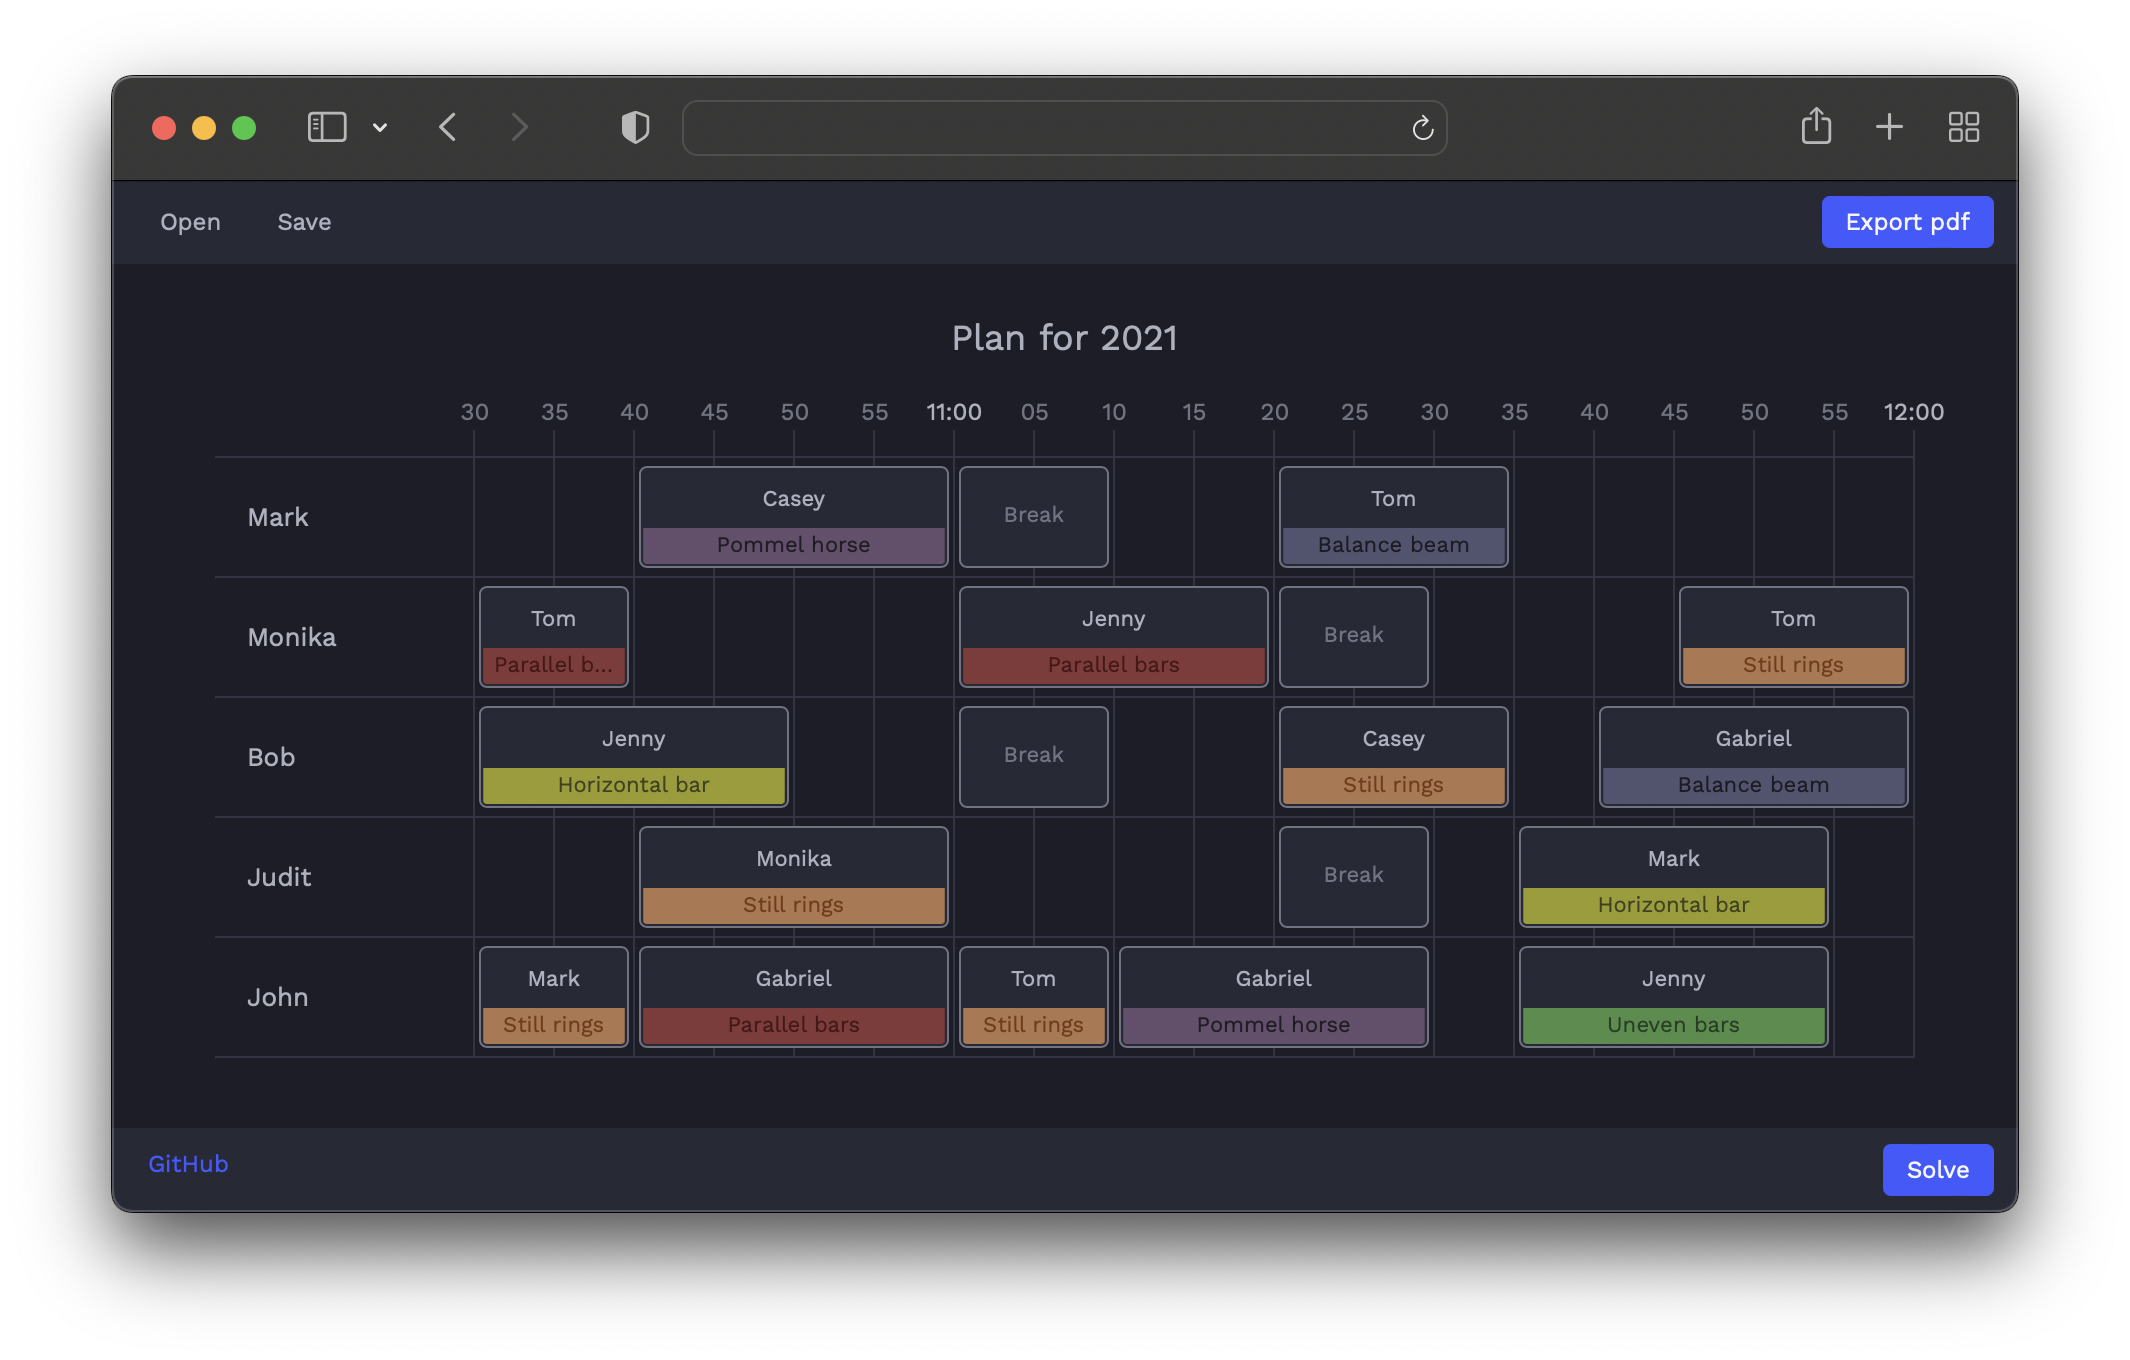 Open Save Export pdf
Plan for 2021
30 35 40 45 50 55 11:00 05 10 15 20 25 30 35 40 45 50 55 12:00
Mark
Casey
Pommel horse
Break
Tom
Balance beam
Monika
Tom
Parallel b...
Jenny
Parallel bars
Break
Tom
Still rings
Bob
Jenny
Horizontal bar
Break
Casey
Still rings
Gabriel
Balance beam
Judit
Monika
Still rings
Break
Mark
Horizontal bar
John
Mark
Still rings
Gabriel
Parallel bars
Tom
Still rings
Gabriel
Pommel horse
Jenny
Uneven bars
GitHub Solve